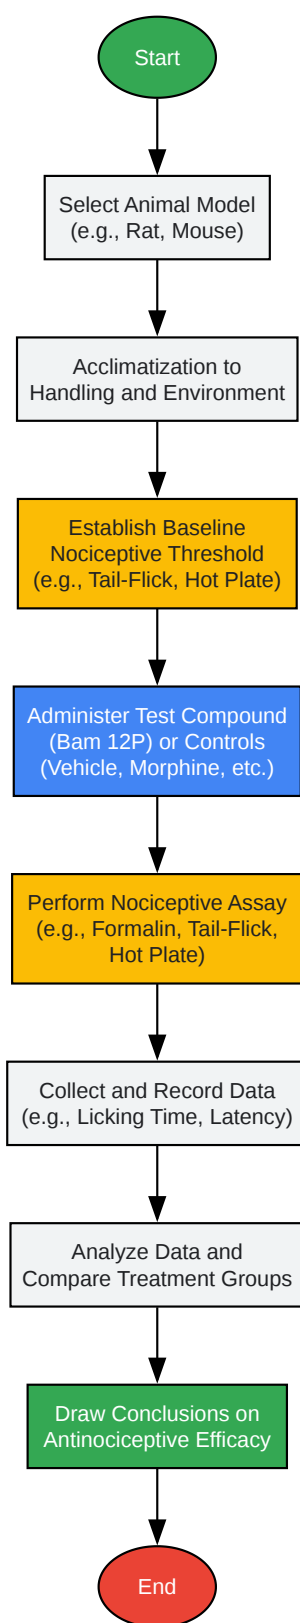 Start
Select Animal Model
(e.g., Rat, Mouse)
Acclimatization to
Handling and Environment
Establish Baseline
Nociceptive Threshold
(e.g., Tail-Flick, Hot Plate)
Administer Test Compound
(Bam 12P) or Controls
(Vehicle, Morphine, etc.)
Perform Nociceptive Assay
(e.g., Formalin, Tail-Flick,
Hot Plate)
Collect and Record Data
(e.g., Licking Time, Latency)
Analyze Data and
Compare Treatment Groups
Draw Conclusions on
Antinociceptive Efficacy
End